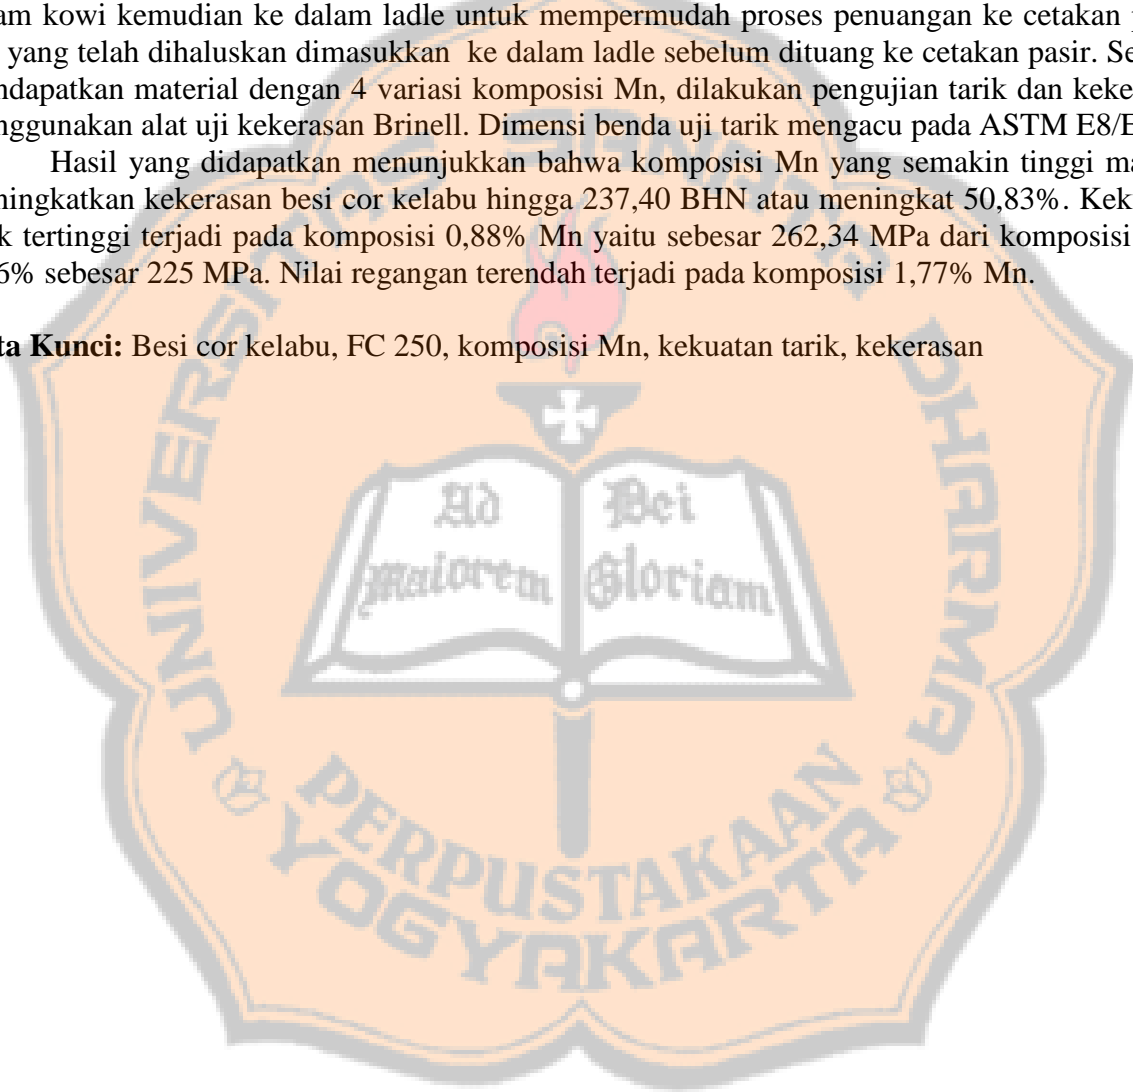 am kowi kemudian ke dalam ladle untuk mempermudah proses penuangan ke cetakan p
yang telah dihaluskan dimasukkan ke dalam ladle sebelum dituang ke cetakan pasir. Se
ndapatkan material dengan 4 variasi komposisi Mn, dilakukan pengujian tarik dan keke
nggunakan alat uji kekerasan Brinell. Dimensi benda uji tarik mengacu pada ASTM E8/E
Hasil yang didapatkan menunjukkan bahwa komposisi Mn yang semakin tinggi ma
ningkatkan kekerasan besi cor kelabu hingga 237,40 BHN atau meningkat 50,83%. Kek
k tertinggi terjadi pada komposisi 0,88% Mn yaitu sebesar 262,34 MPa dari komposisi
6% sebesar 225 MPa. Nilai regangan terendah terjadi pada komposisi 1,77% Mn.
ta Kunci: Besi cor kelabu, FC 250, komposisi Mn, kekuatan tarik, kekerasan
UNIVERSITAS SANATA DHARMA
Ad Dei
maiorem Gloriam
PERPUSTAKAAN
YOGYAKARTA